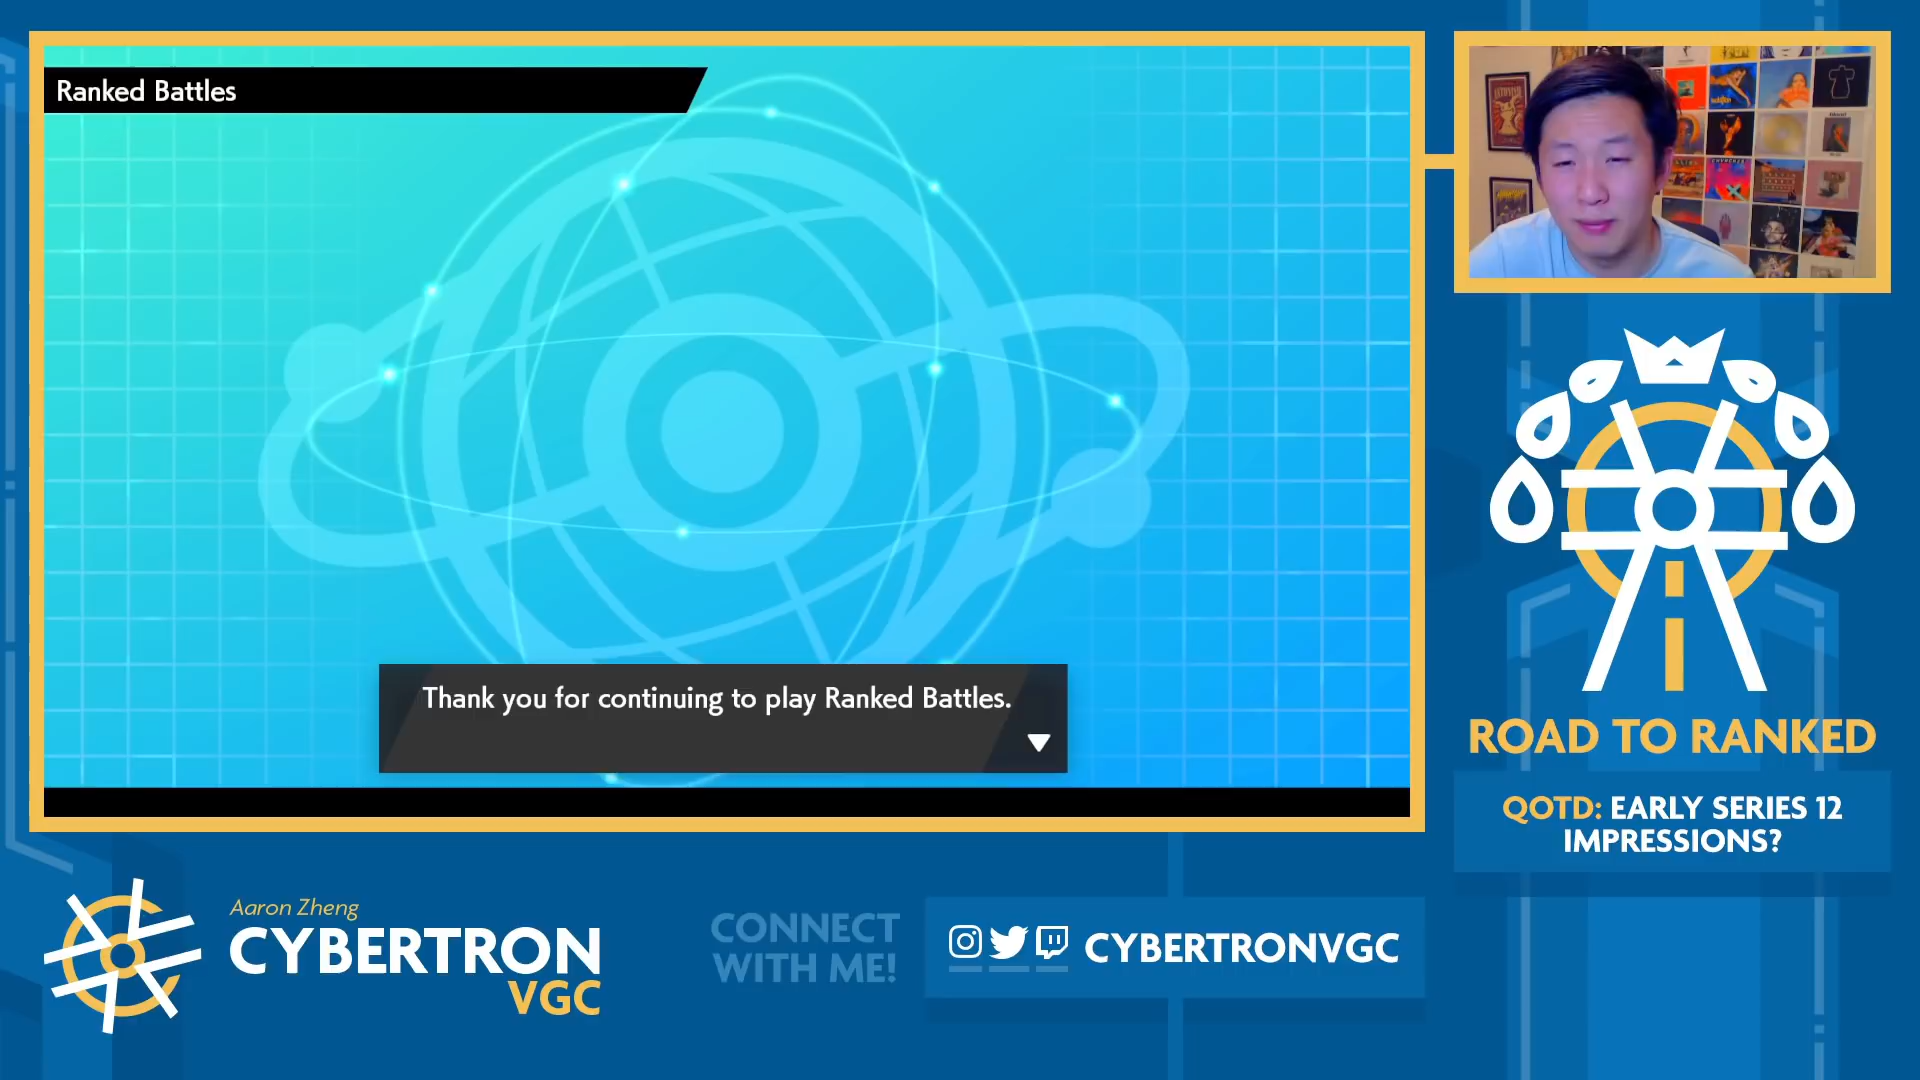 Ranked Battles
Thank you for continuing to play Ranked Battles.
ROAD TO RANKED
QOTD: EARLY SERIES 12
IMPRESSIONS?
Aaron Zheng
CYBERTRON
VGC
CONNECT
WITH ME!
CYBERTRONVGC